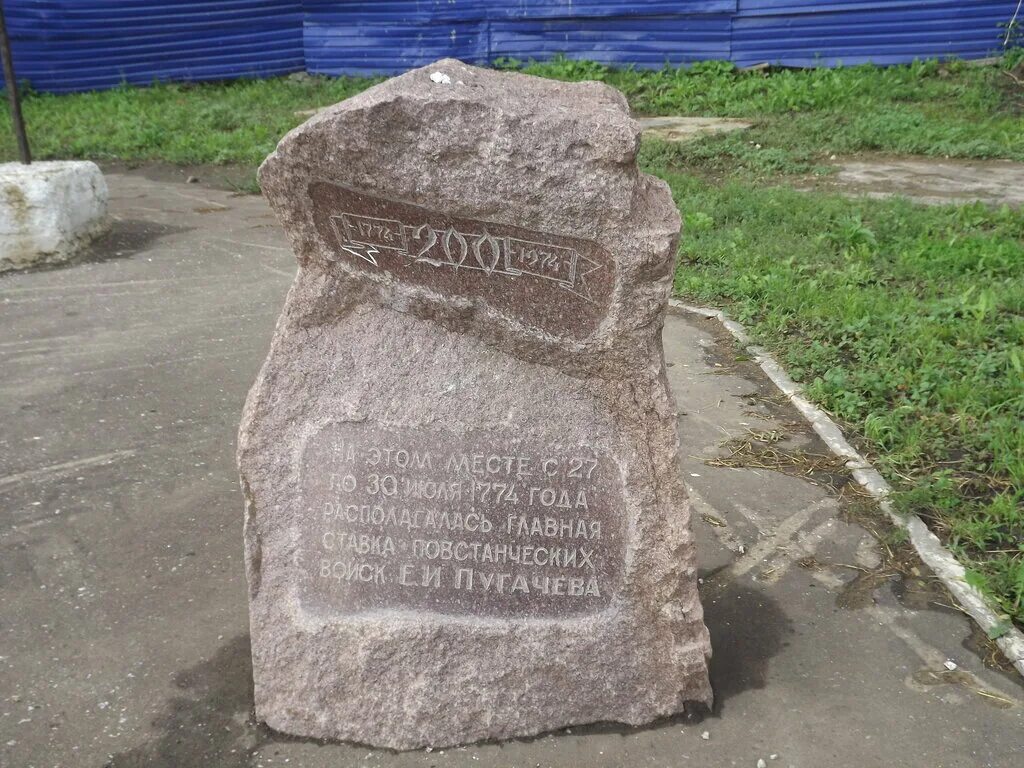 1774 200 1974
НА ЭТОМ МЕСТЕ С 27
ПО 30 ИЮЛЯ 1774 ГОДА
РАСПОЛАГАЛАСЬ ГЛАВНАЯ
СТАВКА ПОВСТАНЧЕСКИХ
ВОЙСК Е.И ПУГАЧЕВА